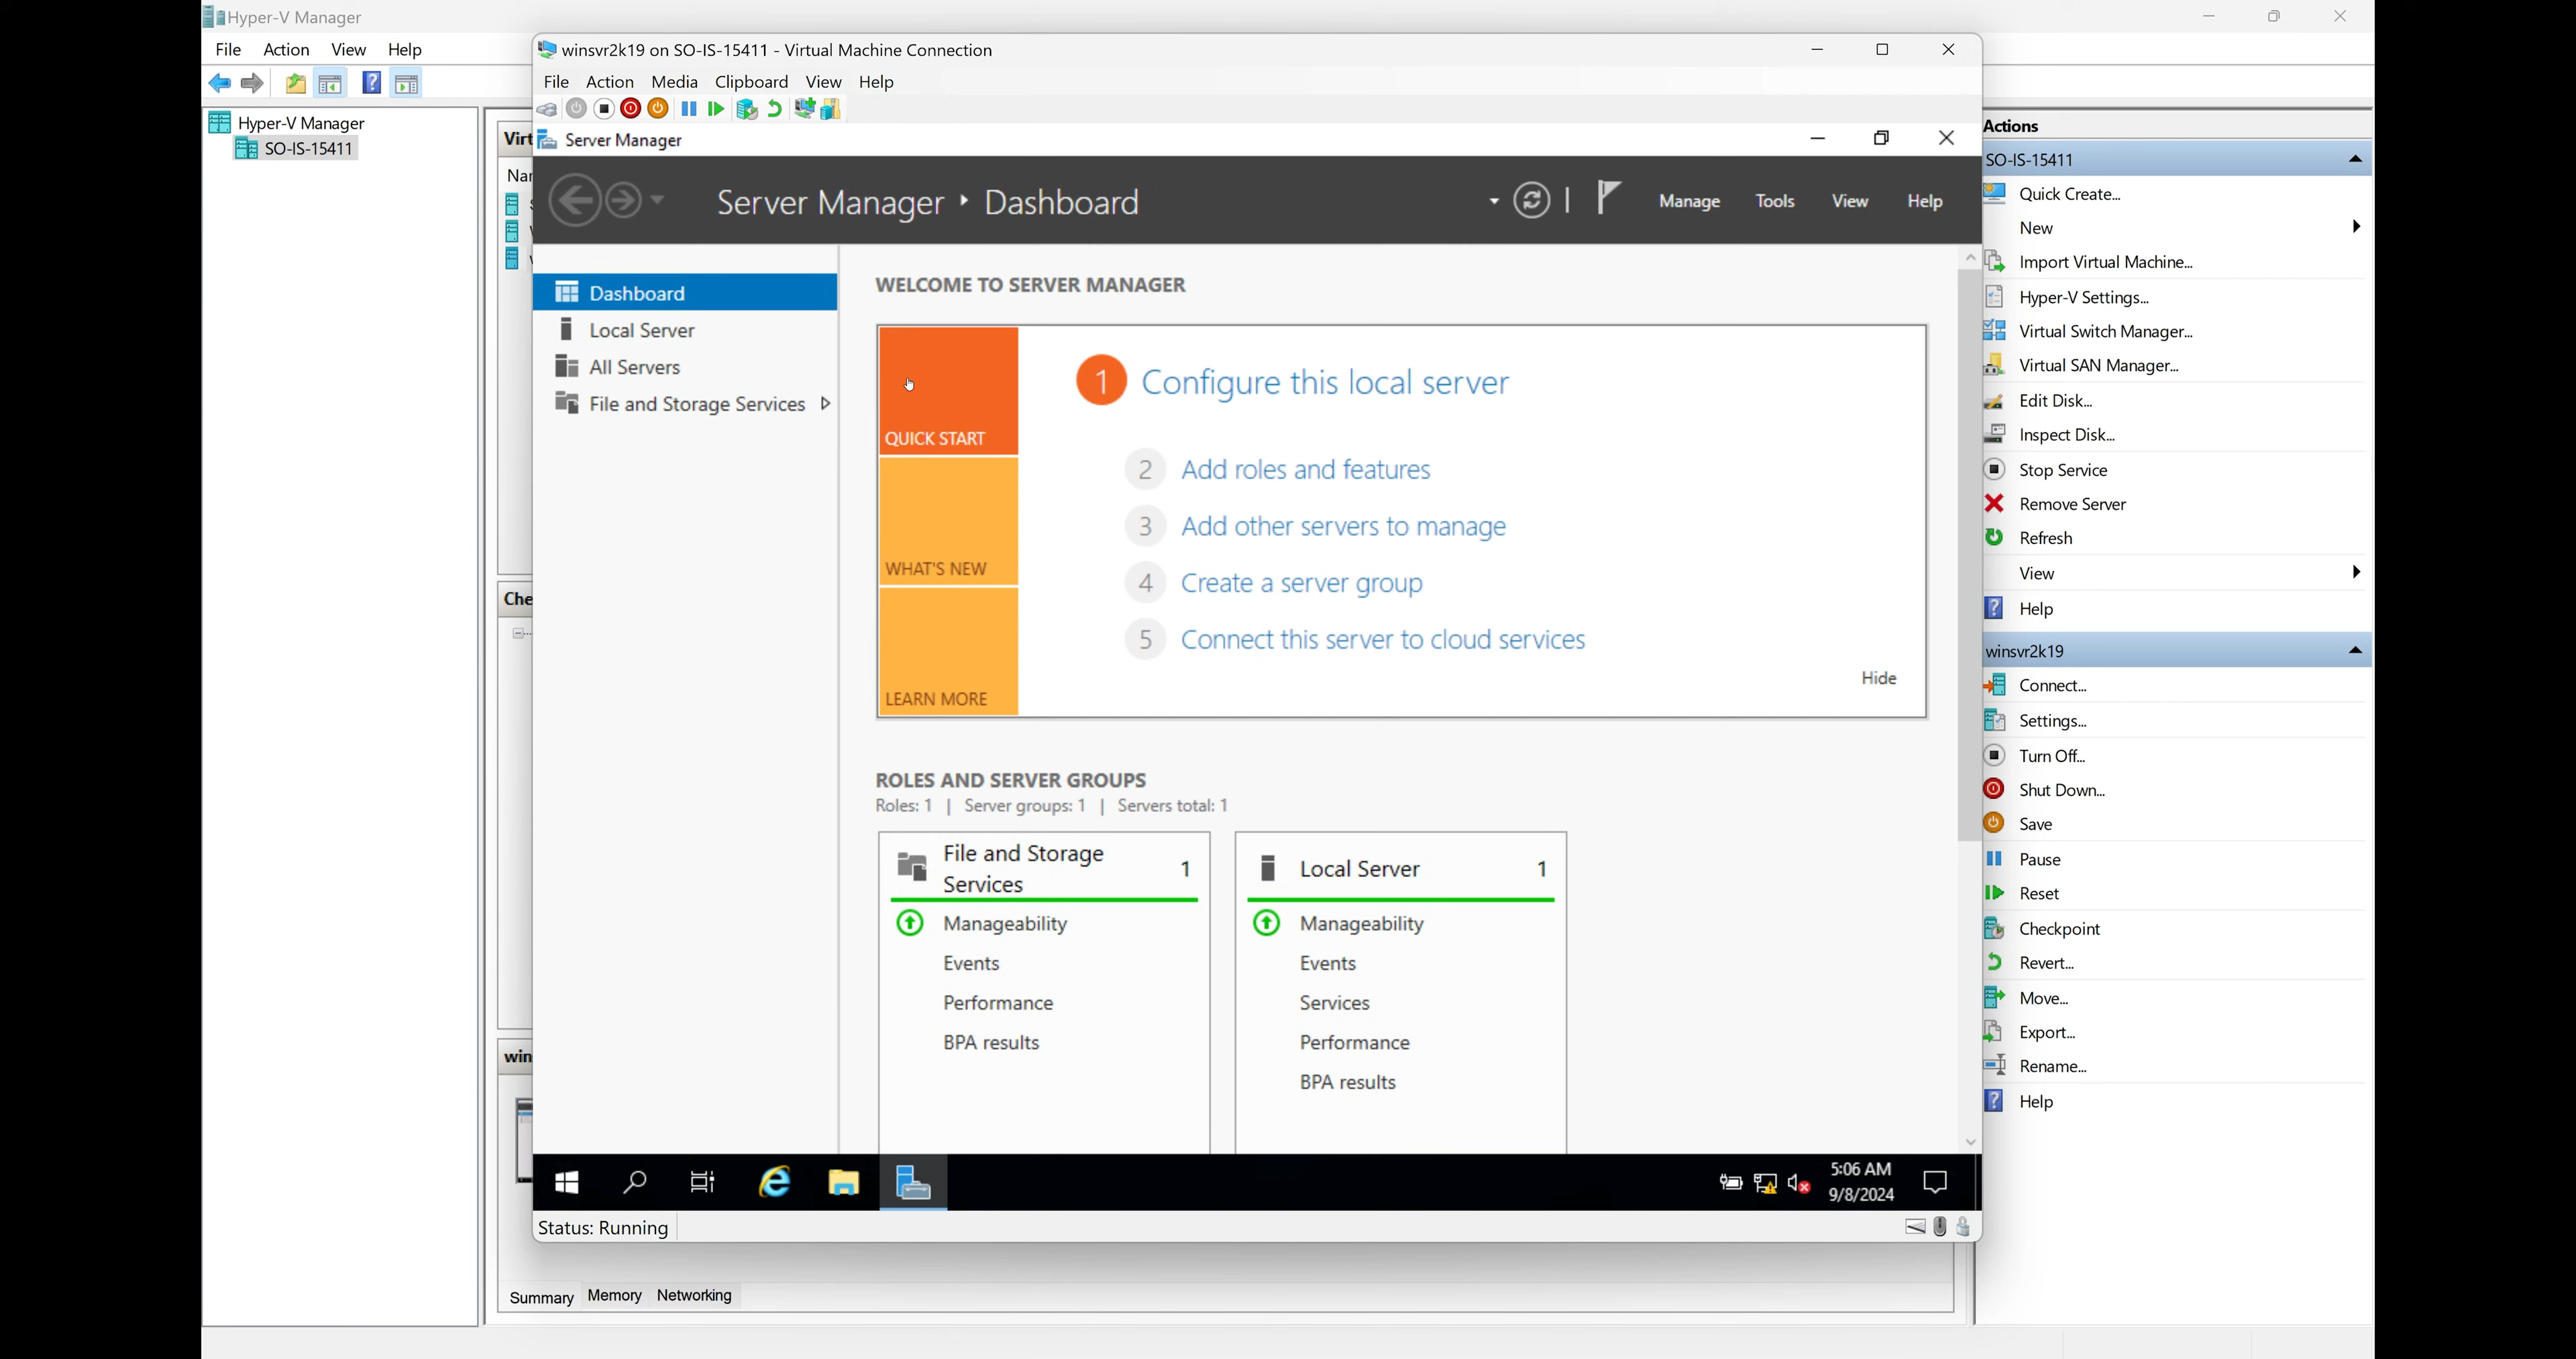 Hyper-V Manager
File Action View Help
Hyper-V Manager
SO-IS-15411
Virt
Nar
Che
win
Summary Memory Networking
winsvr2k19 on SO-IS-15411 - Virtual Machine Connection
File Action Media Clipboard View Help
Server Manager
Server Manager Dashboard
Manage Tools View Help
Dashboard
Local Server
All Servers
File and Storage Services
WELCOME TO SERVER MANAGER
QUICK START
WHAT'S NEW
LEARN MORE
1 Configure this local server
2 Add roles and features
3 Add other servers to manage
4 Create a server group
5 Connect this server to cloud services
Hide
ROLES AND SERVER GROUPS
Roles: 1 | Server groups: 1 | Servers total: 1
File and Storage
Services 1
Manageability
Events
Performance
BPA results
Local Server 1
Manageability
Events
Services
Performance
BPA results
5:06 AM
9/8/2024
Status: Running
Actions
SO-IS-15411
Quick Create...
New
Import Virtual Machine...
Hyper-V Settings...
Virtual Switch Manager...
Virtual SAN Manager...
Edit Disk...
Inspect Disk...
Stop Service
Remove Server
Refresh
View
Help
winsvr2k19
Connect...
Settings...
Turn Off...
Shut Down...
Save
Pause
Reset
Checkpoint
Revert...
Move...
Export...
Rename...
Help